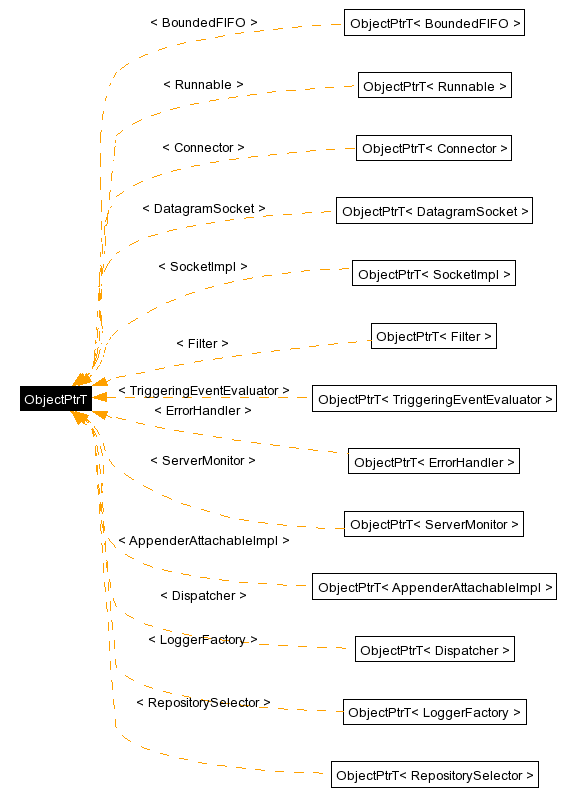 < BoundedFIFO >
ObjectPtrT< BoundedFIFO >
< Runnable >
ObjectPtrT< Runnable >
< Connector >
ObjectPtrT< Connector >
< DatagramSocket >
ObjectPtrT< DatagramSocket >
< SocketImpl >
ObjectPtrT< SocketImpl >
< Filter >
ObjectPtrT< Filter >
ObjectPtrT
< TriggeringEventEvaluator >
ObjectPtrT< TriggeringEventEvaluator >
< ErrorHandler >
ObjectPtrT< ErrorHandler >
< ServerMonitor >
ObjectPtrT< ServerMonitor >
< AppenderAttachableImpl >
ObjectPtrT< AppenderAttachableImpl >
< Dispatcher >
ObjectPtrT< Dispatcher >
< LoggerFactory >
ObjectPtrT< LoggerFactory >
< RepositorySelector >
ObjectPtrT< RepositorySelector >